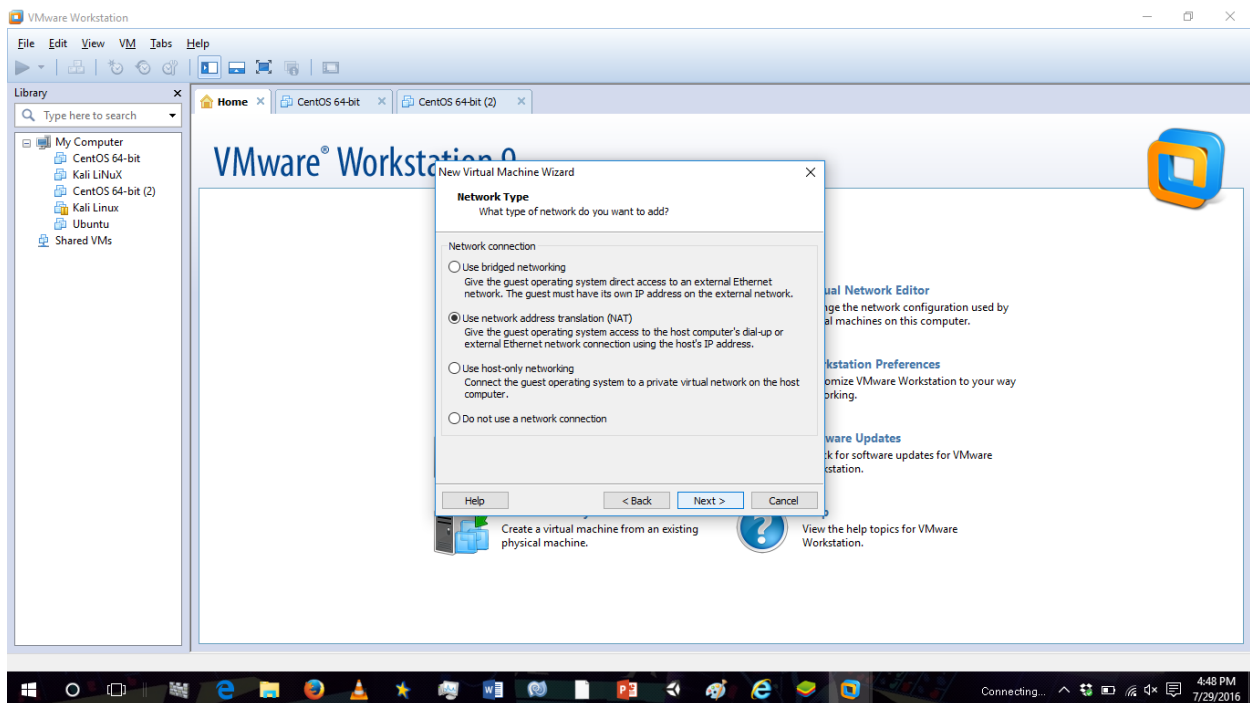 VMware Workstation
File Edit View VM Tabs Help
Library
Type here to search
My Computer
CentOS 64-bit
Kali LiNuX
CentOS 64-bit (2)
Kali Linux
Ubuntu
Shared VMs
Home
CentOS 64-bit
CentOS 64-bit (2)
VMware® Workstation 9
New Virtual Machine Wizard
Network Type
What type of network do you want to add?
Network connection
Use bridged networking
Give the guest operating system direct access to an external Ethernet
network. The guest must have its own IP address on the external network.
Use network address translation (NAT)
Give the guest operating system access to the host computer's dial-up or
external Ethernet network connection using the host's IP address.
Use host-only networking
Connect the guest operating system to a private virtual network on the host
computer.
Do not use a network connection
Help
< Back
Next >
Cancel
ual Network Editor
nge the network configuration used by
al machines on this computer.
kstation Preferences
omize VMware Workstation to your way
orking.
ware Updates
k for software updates for VMware
kstation.
Create a virtual machine from an existing
physical machine.
View the help topics for VMware
Workstation.
Connecting...
4:48 PM
7/29/2016